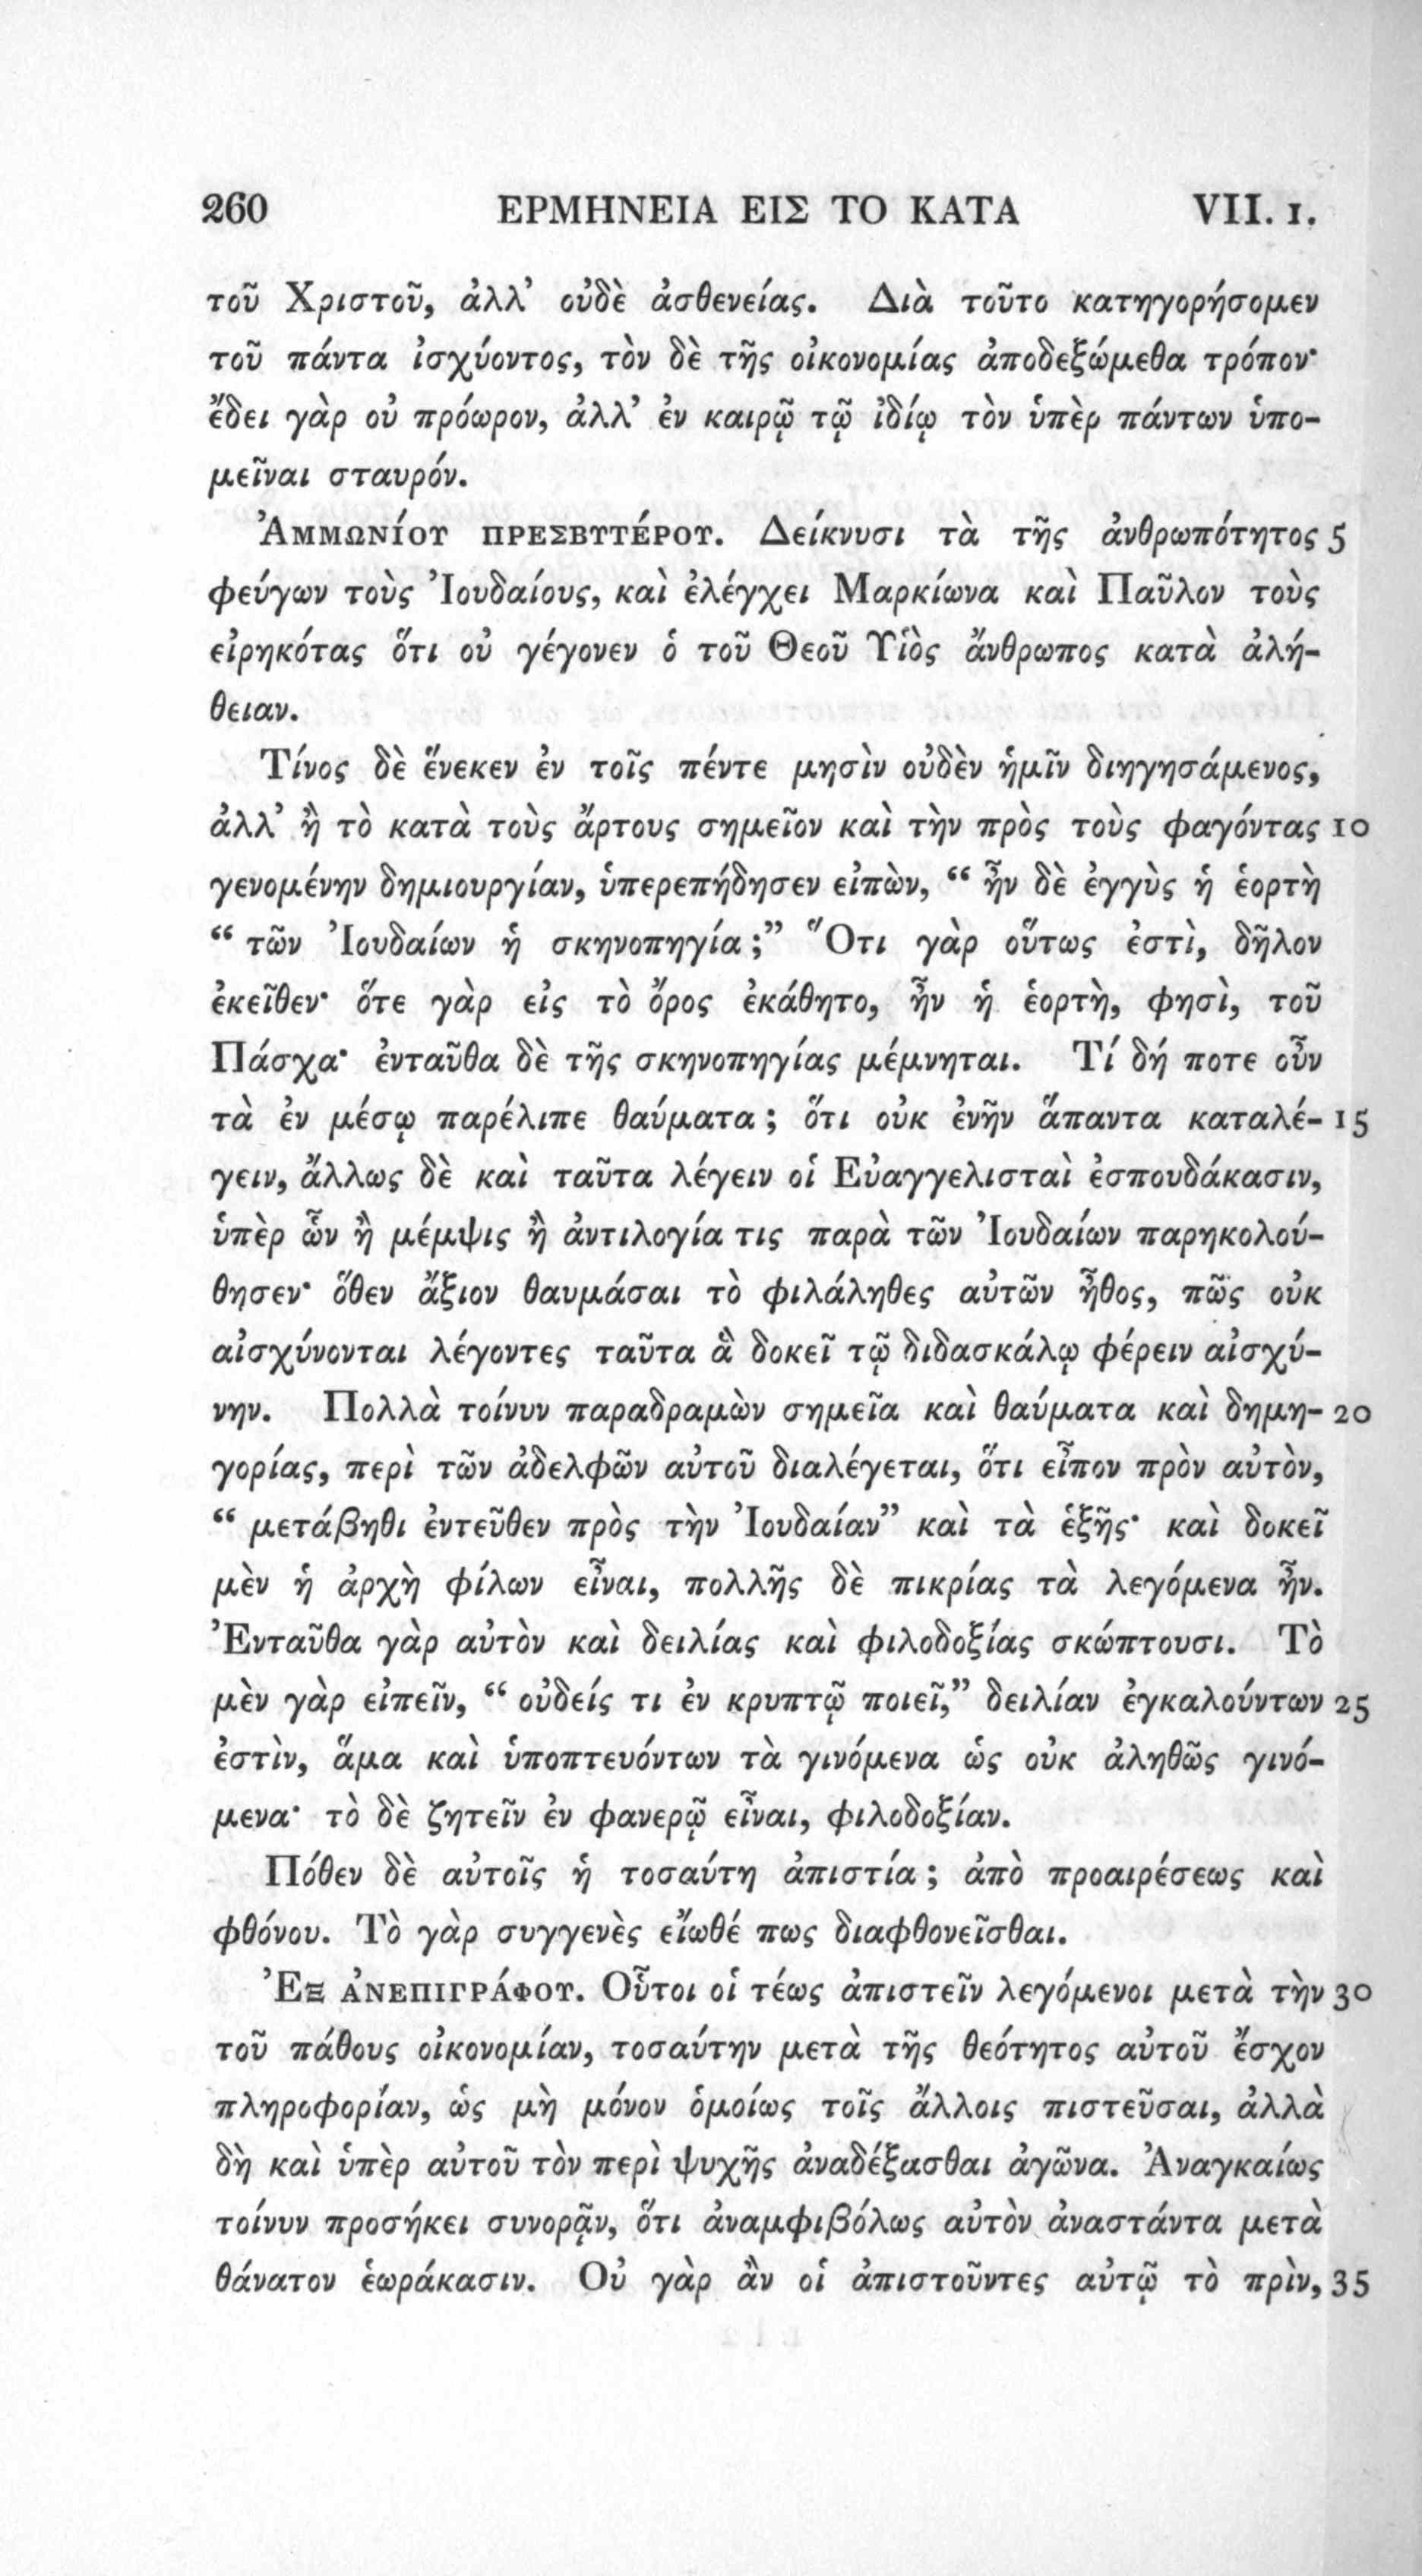 260 ΕΡΜΗΝΕΙΑ ΕΙΣ ΤΟ ΚΑΤΑ VII. 1.
τοῦ Χριστοῦ, ἀλλ’ οὐδὲ ἀσθενείας. Διὰ τοῦτο κατηγορήσομεν
τοῦ πάντα ἰσχύοντος, τὸν δὲ τῆς οἰκονομίας ἀποδεξώμεθα τρόπον·
ἔδει γὰρ οὐ πρόωρον, ἀλλ’ ἐν καιρῷ τῷ ἰδίῳ τὸν ὑπὲρ πάντων ὑπο-
μεῖναι σταυρόν.
Ἀμμωνίου πρεσβυτέρου. Δείκνυσι τὰ τῆς ἀνθρωπότητος 5
φεύγων τοὺς Ἰουδαίους, καὶ ἐλέγχει Μαρκίωνα καὶ Παῦλον τοὺς
εἰρηκότας ὅτι οὐ γέγονεν ὁ τοῦ Θεοῦ Υἱὸς ἄνθρωπος κατὰ ἀλή-
θειαν.
Τίνος δὲ ἕνεκεν ἐν τοῖς πέντε μησὶν οὐδὲν ἡμῖν διηγησάμενος,
ἀλλ’ ἢ τὸ κατὰ τοὺς ἄρτους σημεῖον καὶ τὴν πρὸς τοὺς φαγόντας 10
γενομένην δημιουργίαν, ὑπερεπήδησεν εἰπὼν, “ ἦν δὲ ἐγγὺς ἡ ἑορτὴ
“ τῶν Ἰουδαίων ἡ σκηνοπηγία ;” Ὅτι γὰρ οὕτως ἐστὶ, δῆλον
ἐκεῖθεν· ὅτε γὰρ εἰς τὸ ὄρος ἐκάθητο, ἦν ἡ ἑορτὴ, φησὶ, τοῦ
Πάσχα· ἐνταῦθα δὲ τῆς σκηνοπηγίας μέμνηται. Τί δή ποτε οὖν
τὰ ἐν μέσῳ παρέλιπε θαύματα ; ὅτι οὐκ ἐνῆν ἅπαντα καταλέ- 15
γειν, ἄλλως δὲ καὶ ταῦτα λέγειν οἱ Εὐαγγελισταὶ ἐσπουδάκασιν,
ὑπὲρ ὧν ἢ μέμψις ἢ ἀντιλογία τις παρὰ τῶν Ἰουδαίων παρηκολού-
θησεν· ὅθεν ἄξιον θαυμάσαι τὸ φιλάληθες αὐτῶν ἦθος, πῶς οὐκ
αἰσχύνονται λέγοντες ταῦτα ἃ δοκεῖ τῷ διδασκάλῳ φέρειν αἰσχύ-
νην. Πολλὰ τοίνυν παραδραμὼν σημεῖα καὶ θαύματα καὶ δημη- 20
γορίας, περὶ τῶν ἀδελφῶν αὐτοῦ διαλέγεται, ὅτι εἶπον πρὸν αὐτὸν,
“ μετάβηθι ἐντεῦθεν πρὸς τὴν Ἰουδαίαν” καὶ τὰ ἑξῆς· καὶ δοκεῖ
μὲν ἡ ἀρχὴ φίλων εἶναι, πολλῆς δὲ πικρίας τὰ λεγόμενα ἦν.
Ἐνταῦθα γὰρ αὐτὸν καὶ δειλίας καὶ φιλοδοξίας σκώπτουσι. Τὸ
μὲν γὰρ εἰπεῖν, “ οὐδείς τι ἐν κρυπτῷ ποιεῖ,” δειλίαν ἐγκαλούντων 25
ἐστὶν, ἅμα καὶ ὑποπτευόντων τὰ γινόμενα ὡς οὐκ ἀληθῶς γινό-
μενα· τὸ δὲ ζητεῖν ἐν φανερῷ εἶναι, φιλοδοξίαν.
Πόθεν δὲ αὐτοῖς ἡ τοσαύτη ἀπιστία ; ἀπὸ προαιρέσεως καὶ
φθόνου. Τὸ γὰρ συγγενὲς εἴωθέ πως διαφθονεῖσθαι.
Ἐξ ἀνεπιγράφου. Οὗτοι οἱ τέως ἀπιστεῖν λεγόμενοι μετὰ τὴν 30
τοῦ πάθους οἰκονομίαν, τοσαύτην μετὰ τῆς θεότητος αὐτοῦ ἔσχον
πληροφορίαν, ὡς μὴ μόνον ὁμοίως τοῖς ἄλλοις πιστεῦσαι, ἀλλὰ
δὴ καὶ ὑπὲρ αὐτοῦ τὸν περὶ ψυχῆς ἀναδέξασθαι ἀγῶνα. Ἀναγκαίως
τοίνυν προσήκει συνορᾷν, ὅτι ἀναμφιβόλως αὐτὸν ἀναστάντα μετὰ
θάνατον ἑωράκασιν. Οὐ γὰρ ἂν οἱ ἀπιστοῦντες αὐτῷ τὸ πρὶν, 35